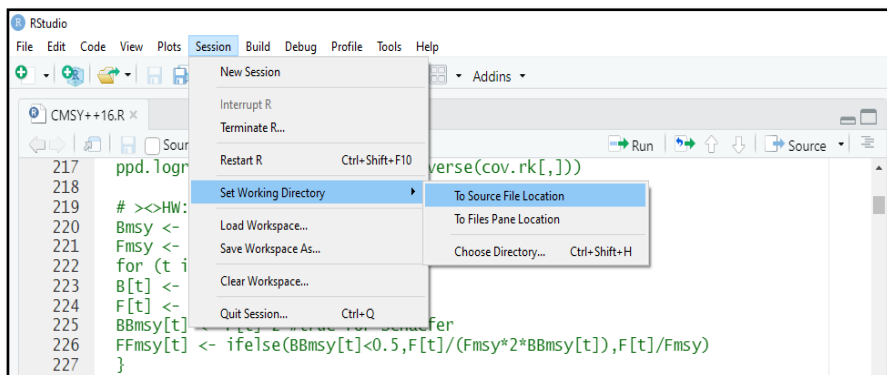 RStudio
File Edit Code View Plots Session Build Debug Profile Tools Help
Addins
CMSY++16.R
Sour
Run
Source
New Session
Interrupt R
Terminate R...
Restart R Ctrl+Shift+F10
Set Working Directory
Load Workspace...
Save Workspace As...
Clear Workspace...
Quit Session... Ctrl+Q
To Source File Location
To Files Pane Location
Choose Directory... Ctrl+Shift+H
217 ppd.logr verse(cov.rk[,]))
218
219 # ><>HW:
220 Bmsy <-
221 Fmsy <-
222 for (t i
223 B[t] <-
224 F[t] <-
225 BBmsy[t]
226 FFmsy[t] <- ifelse(BBmsy[t]<0.5,F[t]/(Fmsy*2*BBmsy[t]),F[t]/Fmsy)
227 }